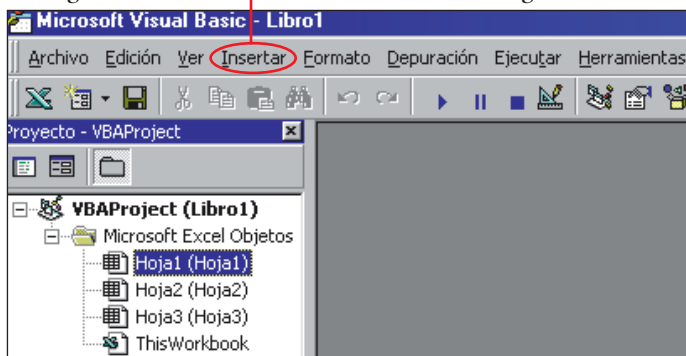 Microsoft Visual Basic - Libro1
Archivo Edición Ver Insertar Formato Depuración Ejecutar Herramientas
Proyecto - VBAProject
VBAProject (Libro1)
Microsoft Excel Objetos
Hoja1 (Hoja1)
Hoja2 (Hoja2)
Hoja3 (Hoja3)
ThisWorkbook